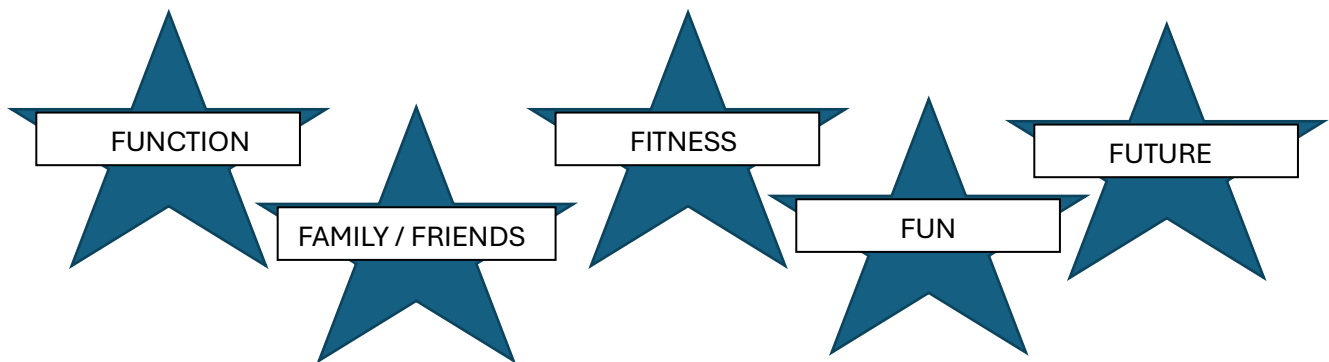 FUNCTION
FAMILY / FRIENDS
FITNESS
FUN
FUTURE